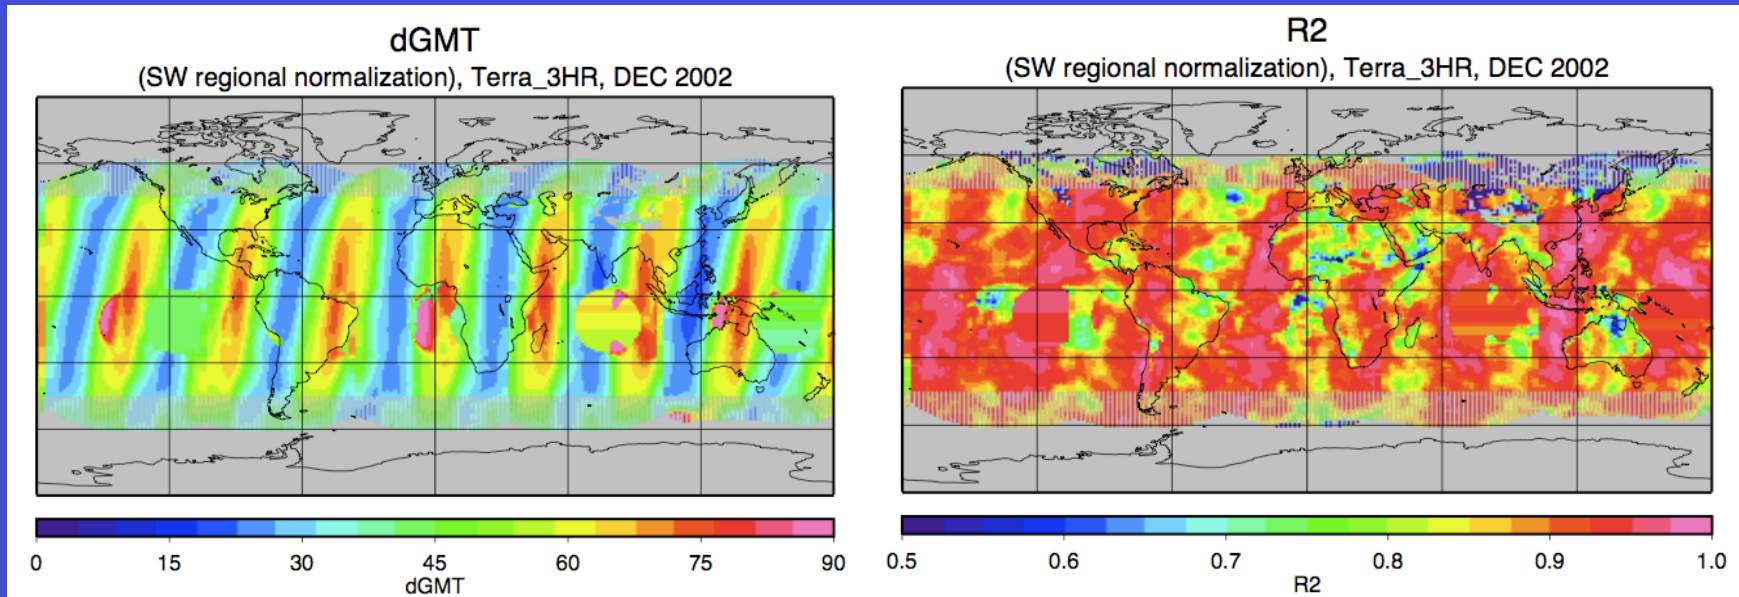 dGMT
(SW regional normalization), Terra_3HR, DEC 2002
0 15 30 45 60 75 90
dGMT
R2
(SW regional normalization), Terra_3HR, DEC 2002
0.5 0.6 0.7 0.8 0.9 1.0
R2